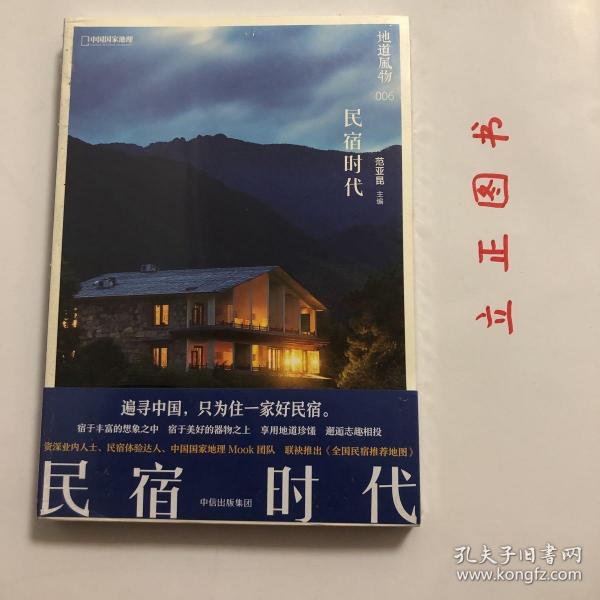 中国国家地理
地道風物
006
民宿时代
范亚昆
主编
遍寻中国，只为住一家好民宿。
宿于丰富的想象之中 宿于美好的器物之上 享用地道珍馐 邂逅志趣相投
资深业内人士、民宿体验达人、中国国家地理Mook团队 联袂推出《全国民宿推荐地图》
民宿时代
中信出版集团
立正图书
孔夫子旧书网
www.kongfz.com